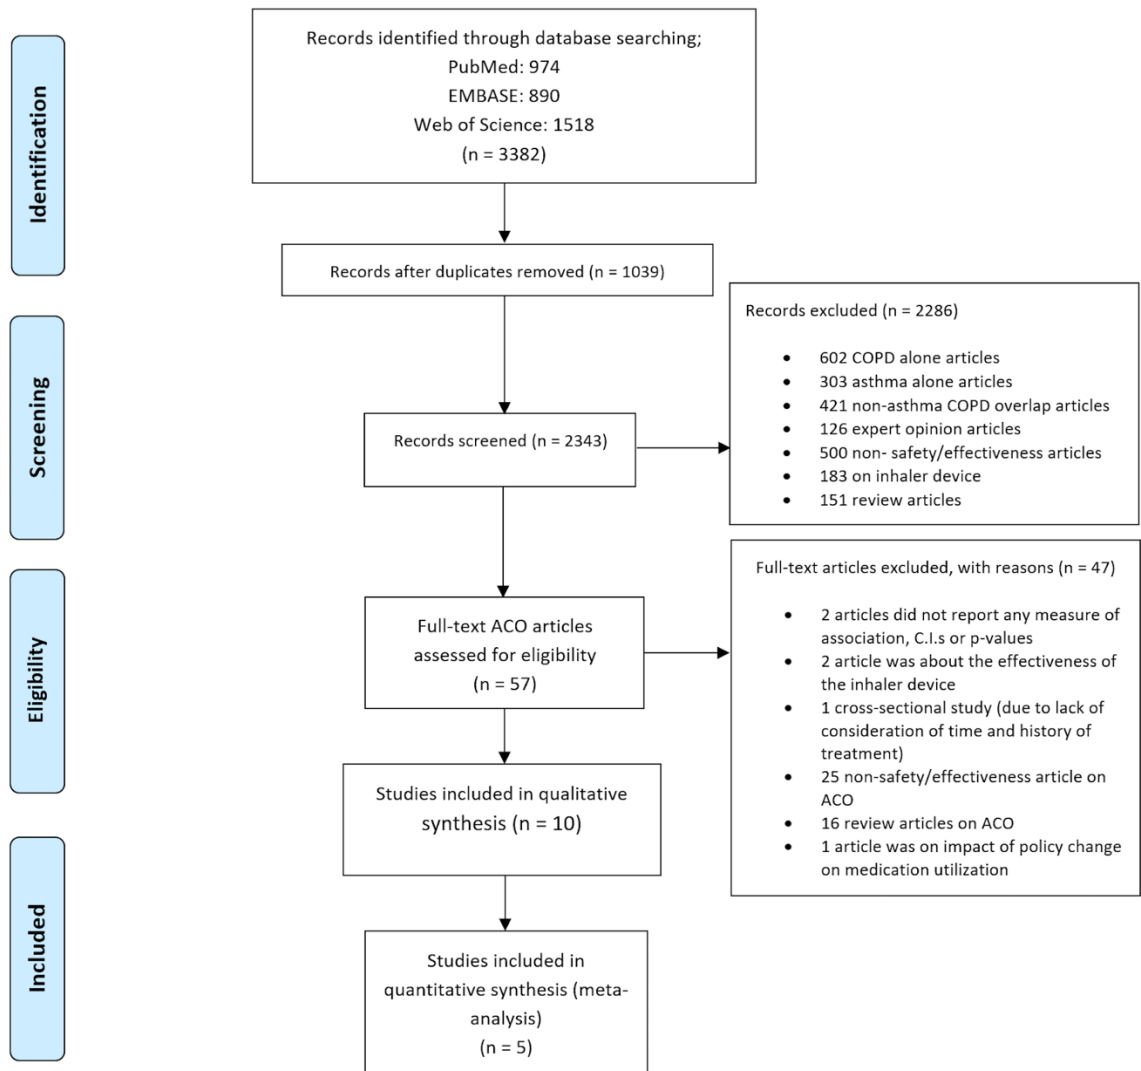 Identification
Records identified through database searching;
PubMed: 974
EMBASE: 890
Web of Science: 1518
(n = 3382)
Records after duplicates removed (n = 1039)
Screening
Records screened (n = 2343)
Records excluded (n = 2286)
• 602 COPD alone articles
• 303 asthma alone articles
• 421 non-asthma COPD overlap articles
• 126 expert opinion articles
• 500 non- safety/effectiveness articles
• 183 on inhaler device
• 151 review articles
Eligibility
Full-text ACO articles
assessed for eligibility
(n = 57)
Full-text articles excluded, with reasons (n = 47)
• 2 articles did not report any measure of
association, C.I.s or p-values
• 2 article was about the effectiveness of
the inhaler device
• 1 cross-sectional study (due to lack of
consideration of time and history of
treatment)
• 25 non-safety/effectiveness article on
ACO
• 16 review articles on ACO
• 1 article was on impact of policy change
on medication utilization
Studies included in qualitative
synthesis (n = 10)
Included
Studies included in
quantitative synthesis (meta-
analysis)
(n = 5)